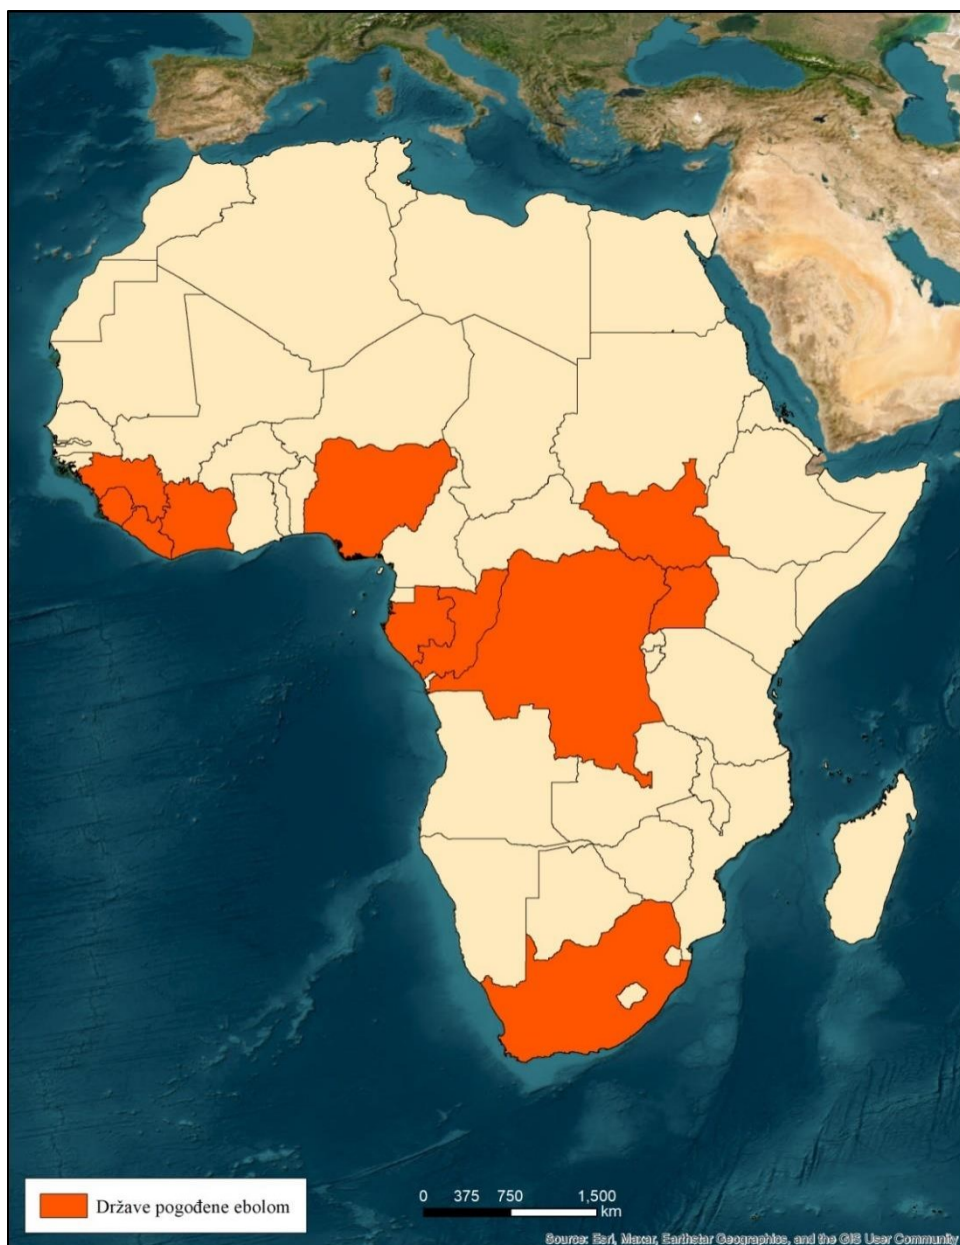 Države pogođene ebolom
0 375 750 1,500
km
Source: Esri, Maxar, Earthstar Geographics, and the GIS User Community